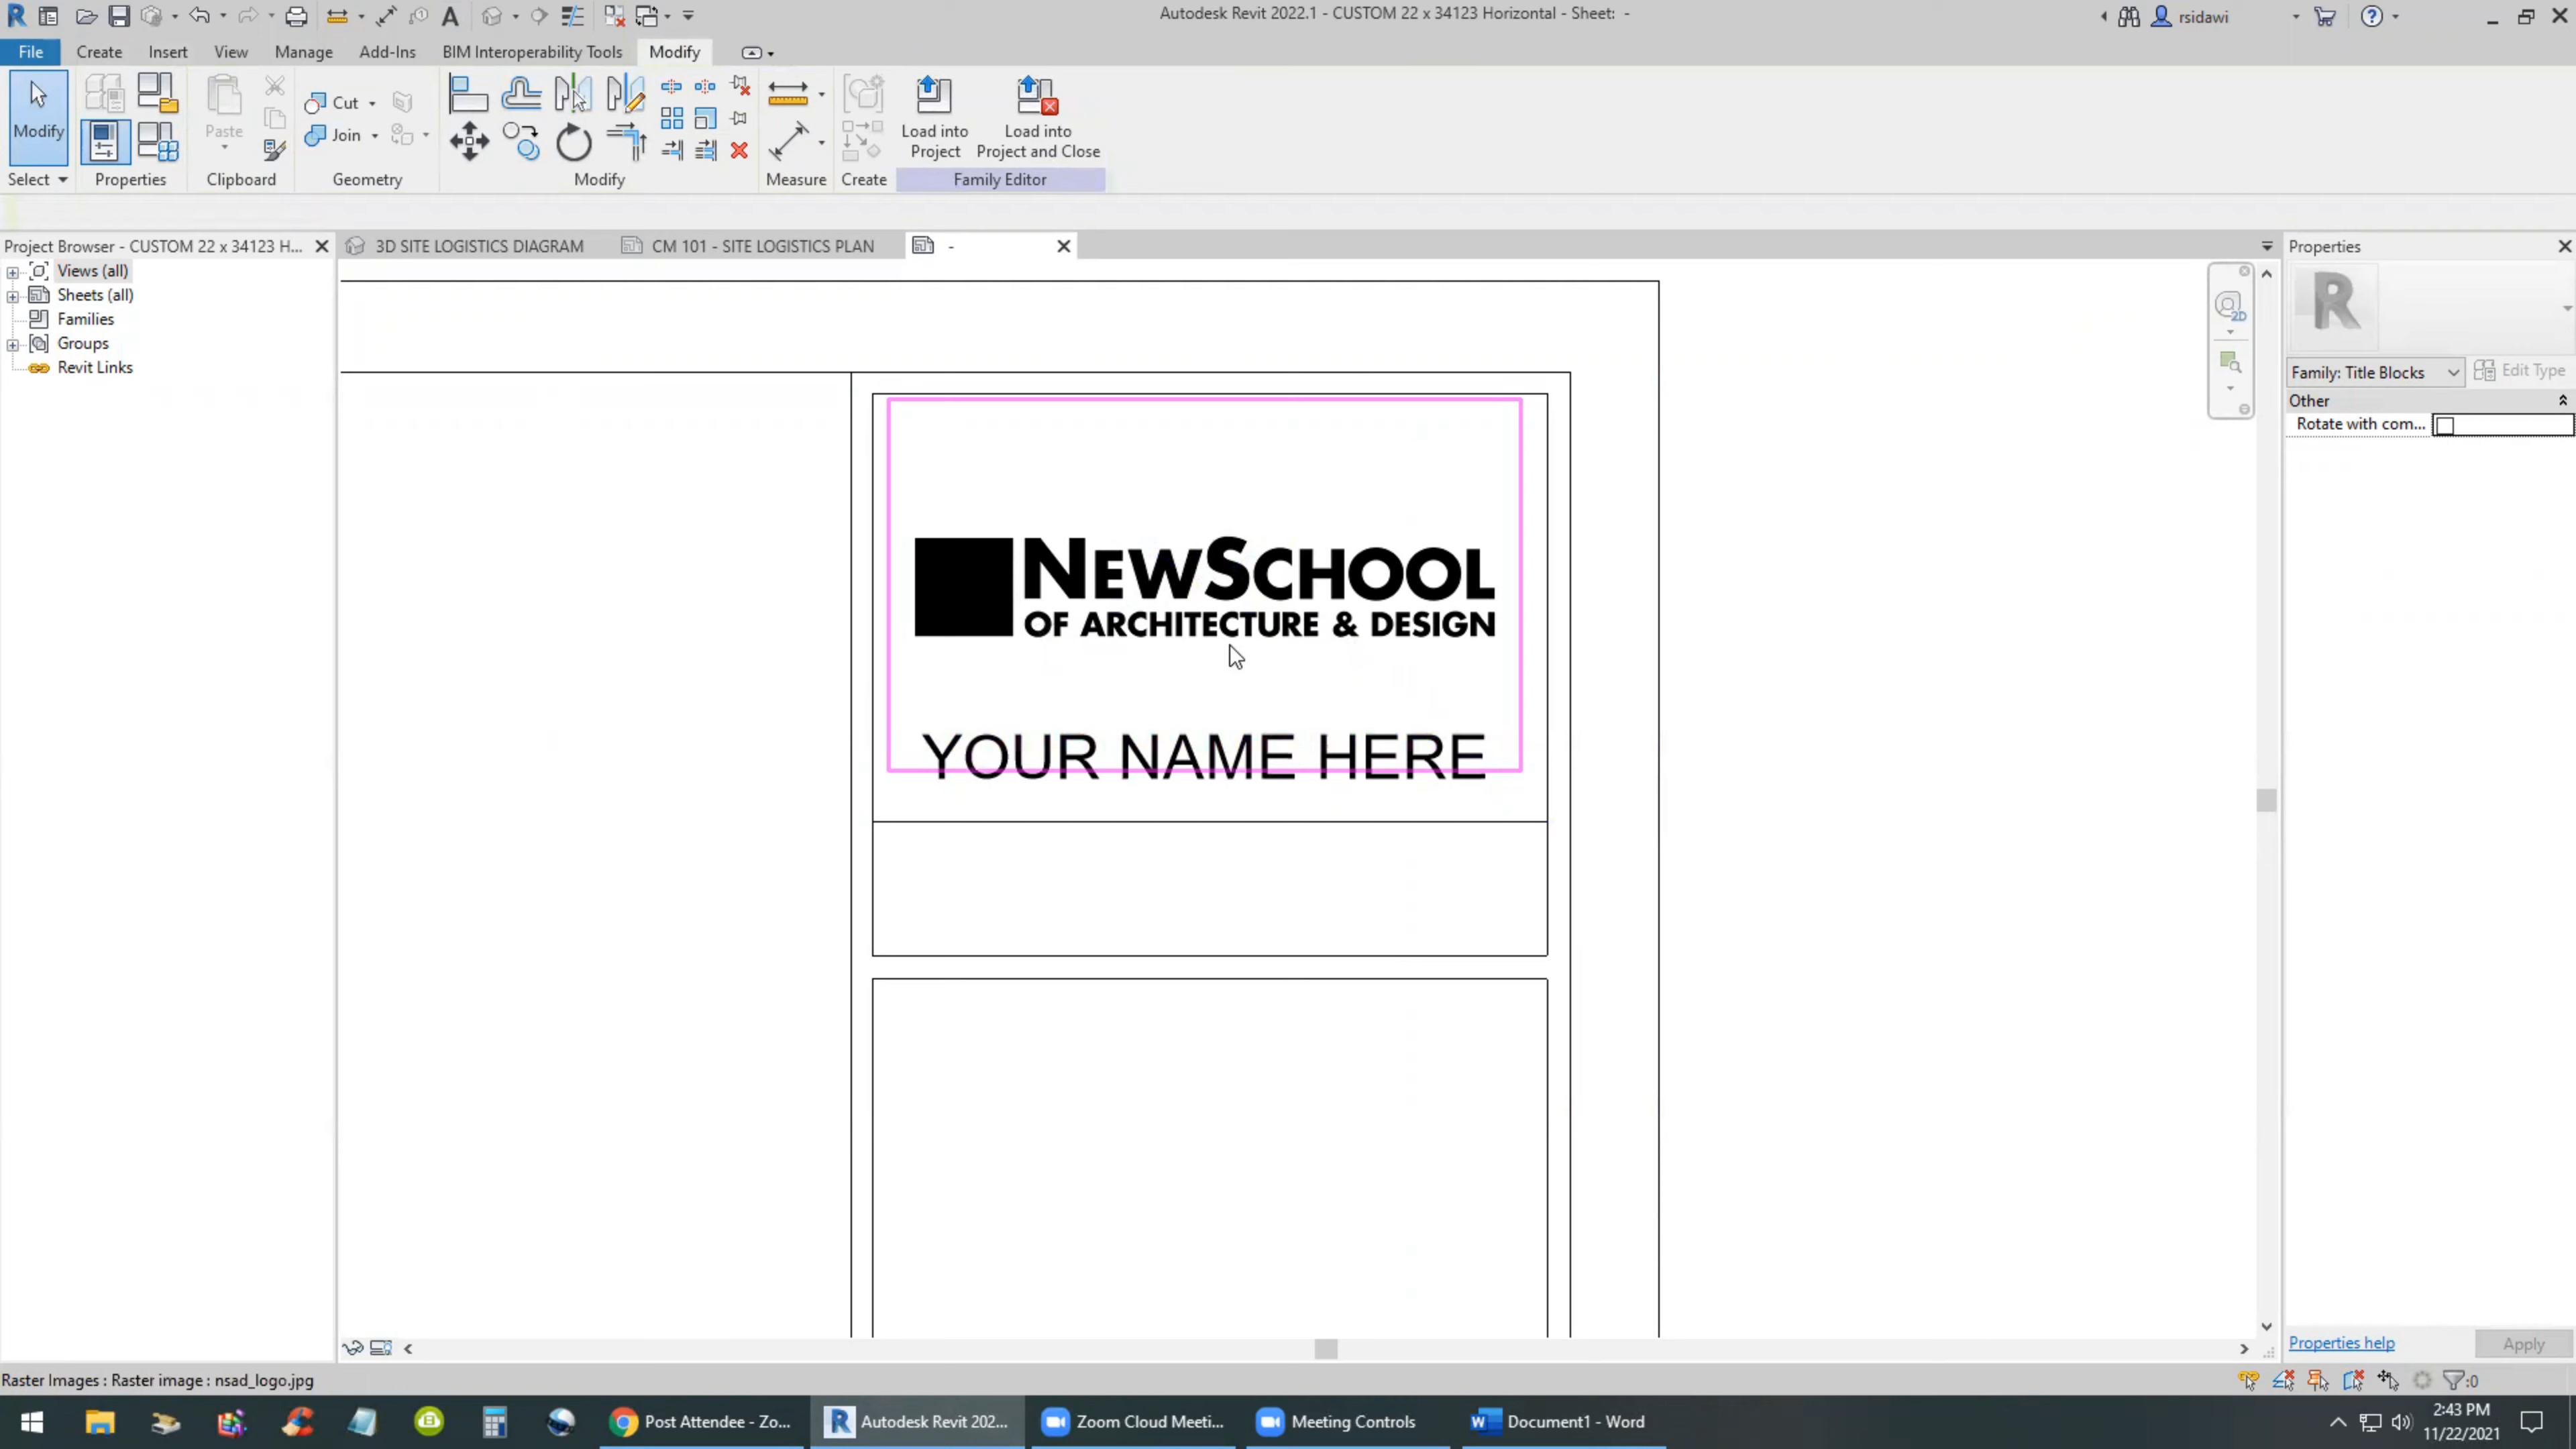 Autodesk Revit 2022.1 - CUSTOM 22 x 34123 Horizontal - Sheet: -
rsidawi
File Create Insert View Manage Add-Ins BIM Interoperability Tools Modify
Modify
Paste
Cut
Join
Load into Project
Load into Project and Close
Select Properties Clipboard Geometry Modify Measure Create Family Editor
Project Browser - CUSTOM 22 x 34123 H...
3D SITE LOGISTICS DIAGRAM
CM 101 - SITE LOGISTICS PLAN
-
Properties
Views (all)
Sheets (all)
Families
Groups
Revit Links
2D
R
Family: Title Blocks
Edit Type
Other
Rotate with com...
NEWSCHOOL
OF ARCHITECTURE & DESIGN
YOUR NAME HERE
Properties help
Apply
Raster Images : Raster image : nsad_logo.jpg
:0
Post Attendee - Zo...
Autodesk Revit 202...
Zoom Cloud Meeti...
Meeting Controls
Document1 - Word
2:43 PM
11/22/2021